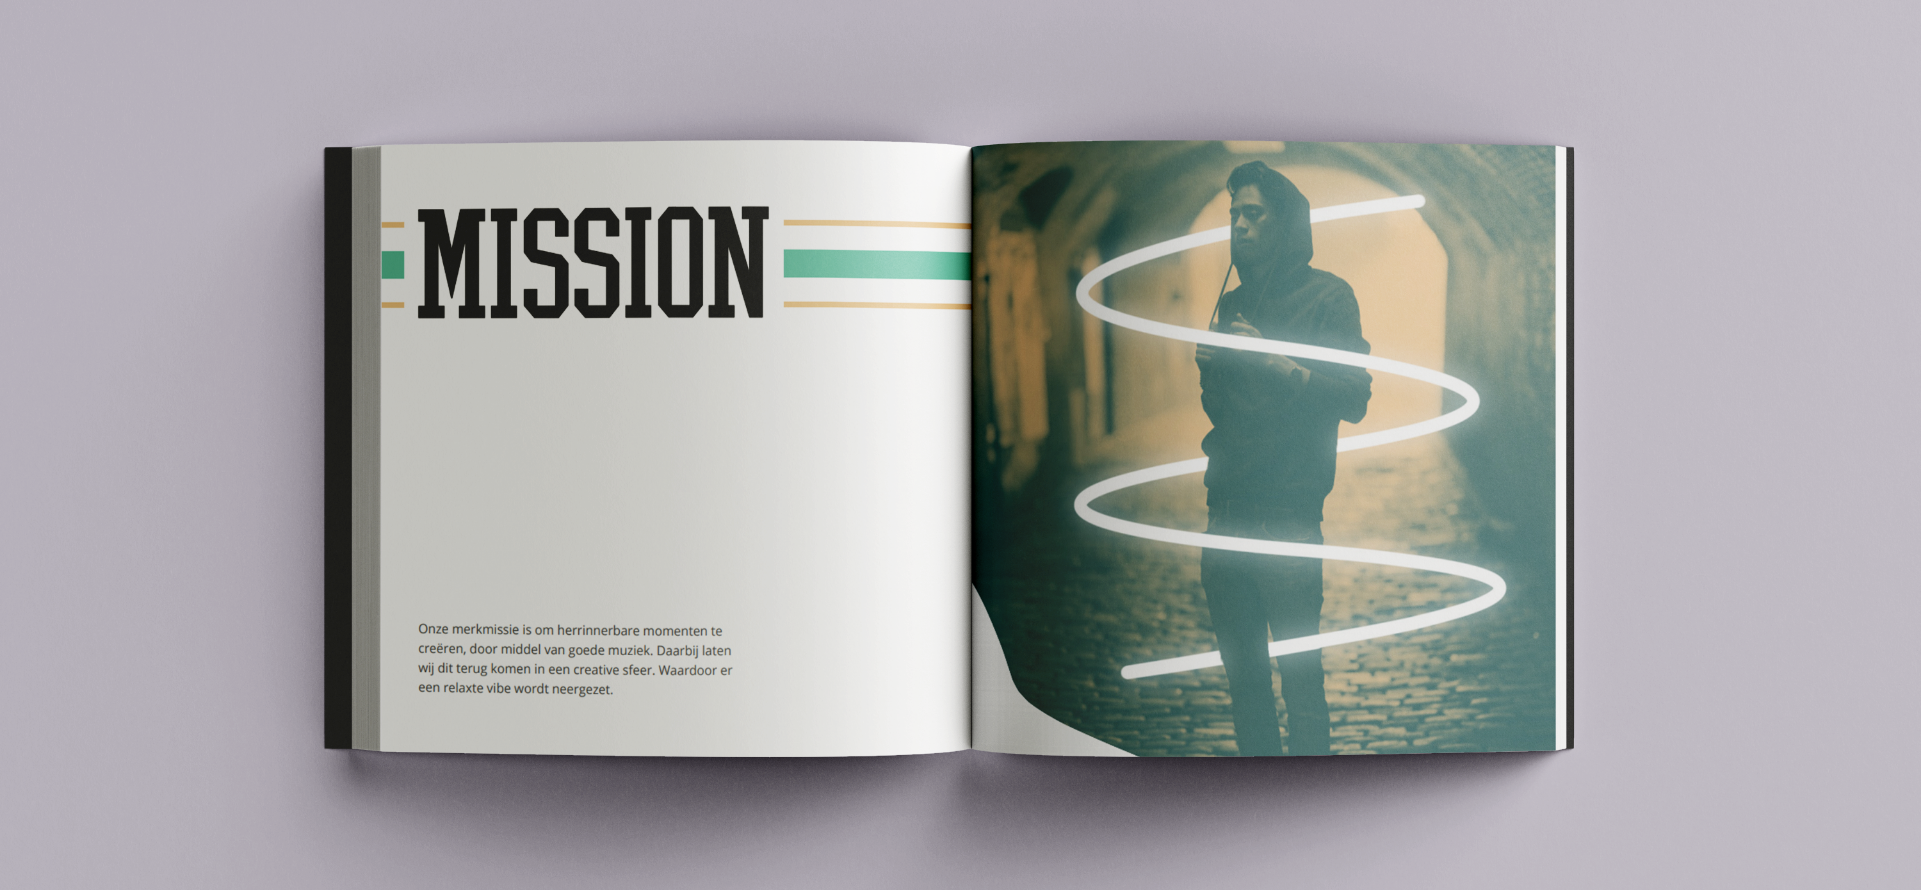 MISSION
Onze merkmissie is om herrinnerbare momenten te
creëren, door middel van goede muziek. Daarbij laten
wij dit terug komen in een creative sfeer. Waardoor er
een relaxte vibe wordt neergezet.